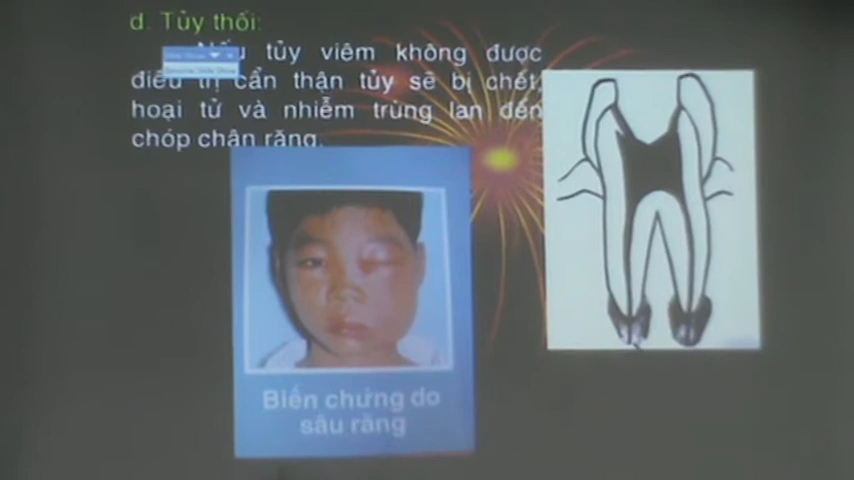 d. Tủy thối:
Nếu tủy viêm không được
điều trị cẩn thận tủy sẽ bị chết,
hoại tử và nhiễm trùng lan đến
chóp chân răng.
Biến chứng do
sâu răng